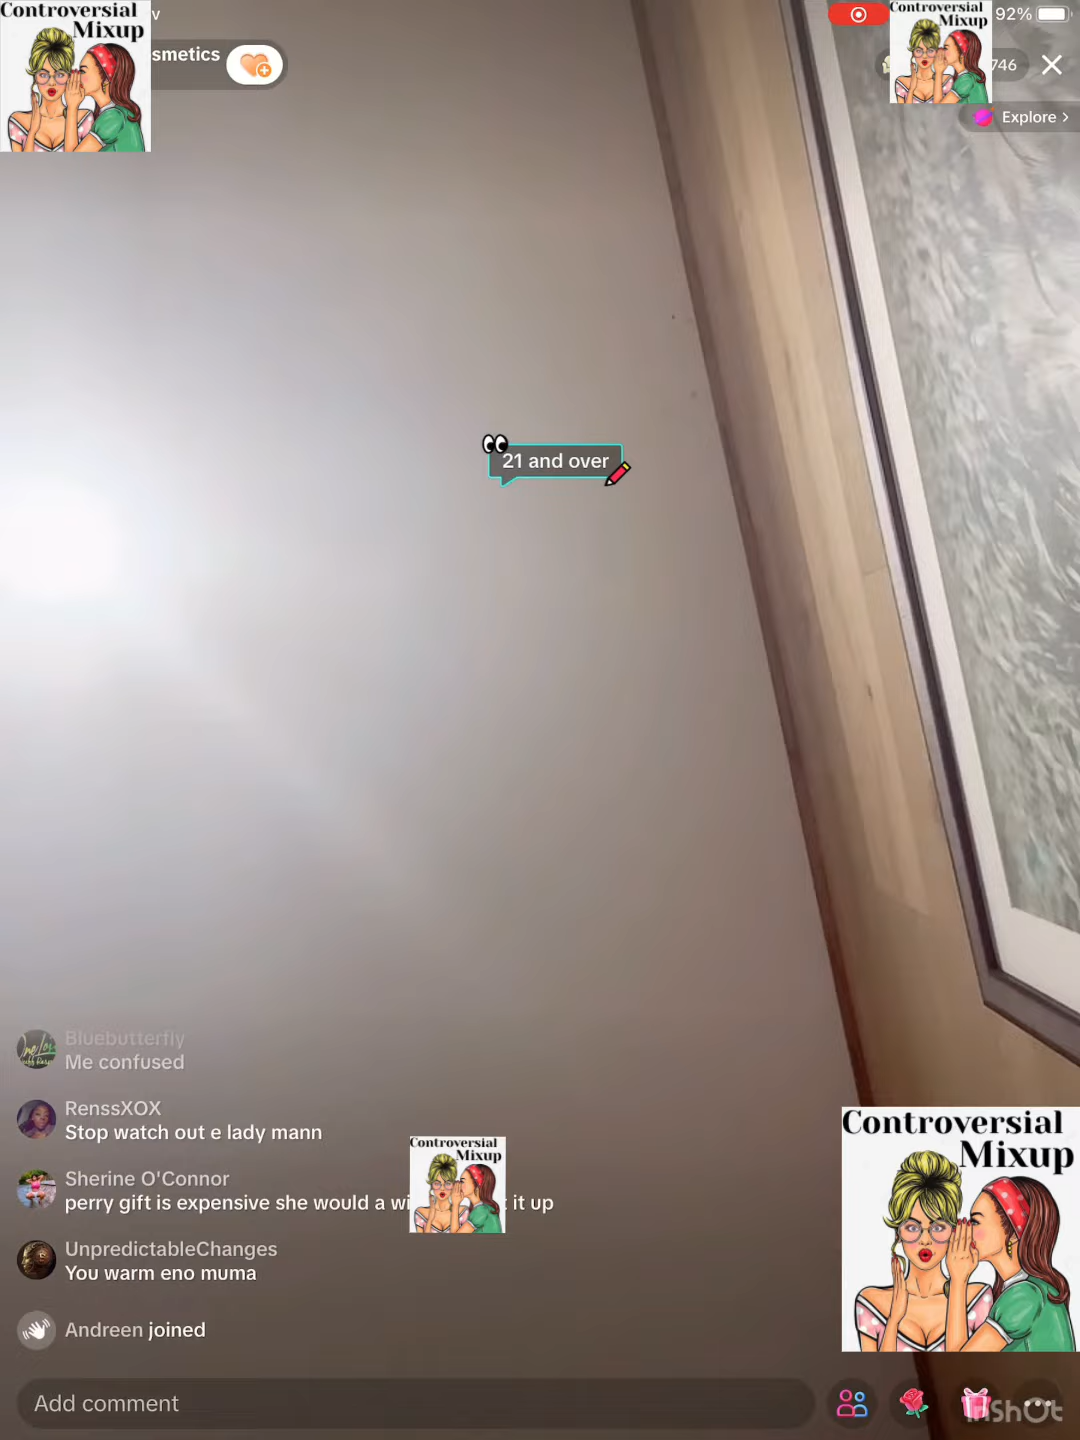 Controversial
Mixup
v
smetics
Controversial
Mixup
92%
746
Explore >
21 and over
Bluebutterfly
Me confused
RenssXOX
Stop watch out e lady mann
Sherine O'Connor
perry gift is expensive she would a wi
it up
Controversial
Mixup
UnpredictableChanges
You warm eno muma
Andreen joined
Controversial
Mixup
Add comment
InShOt